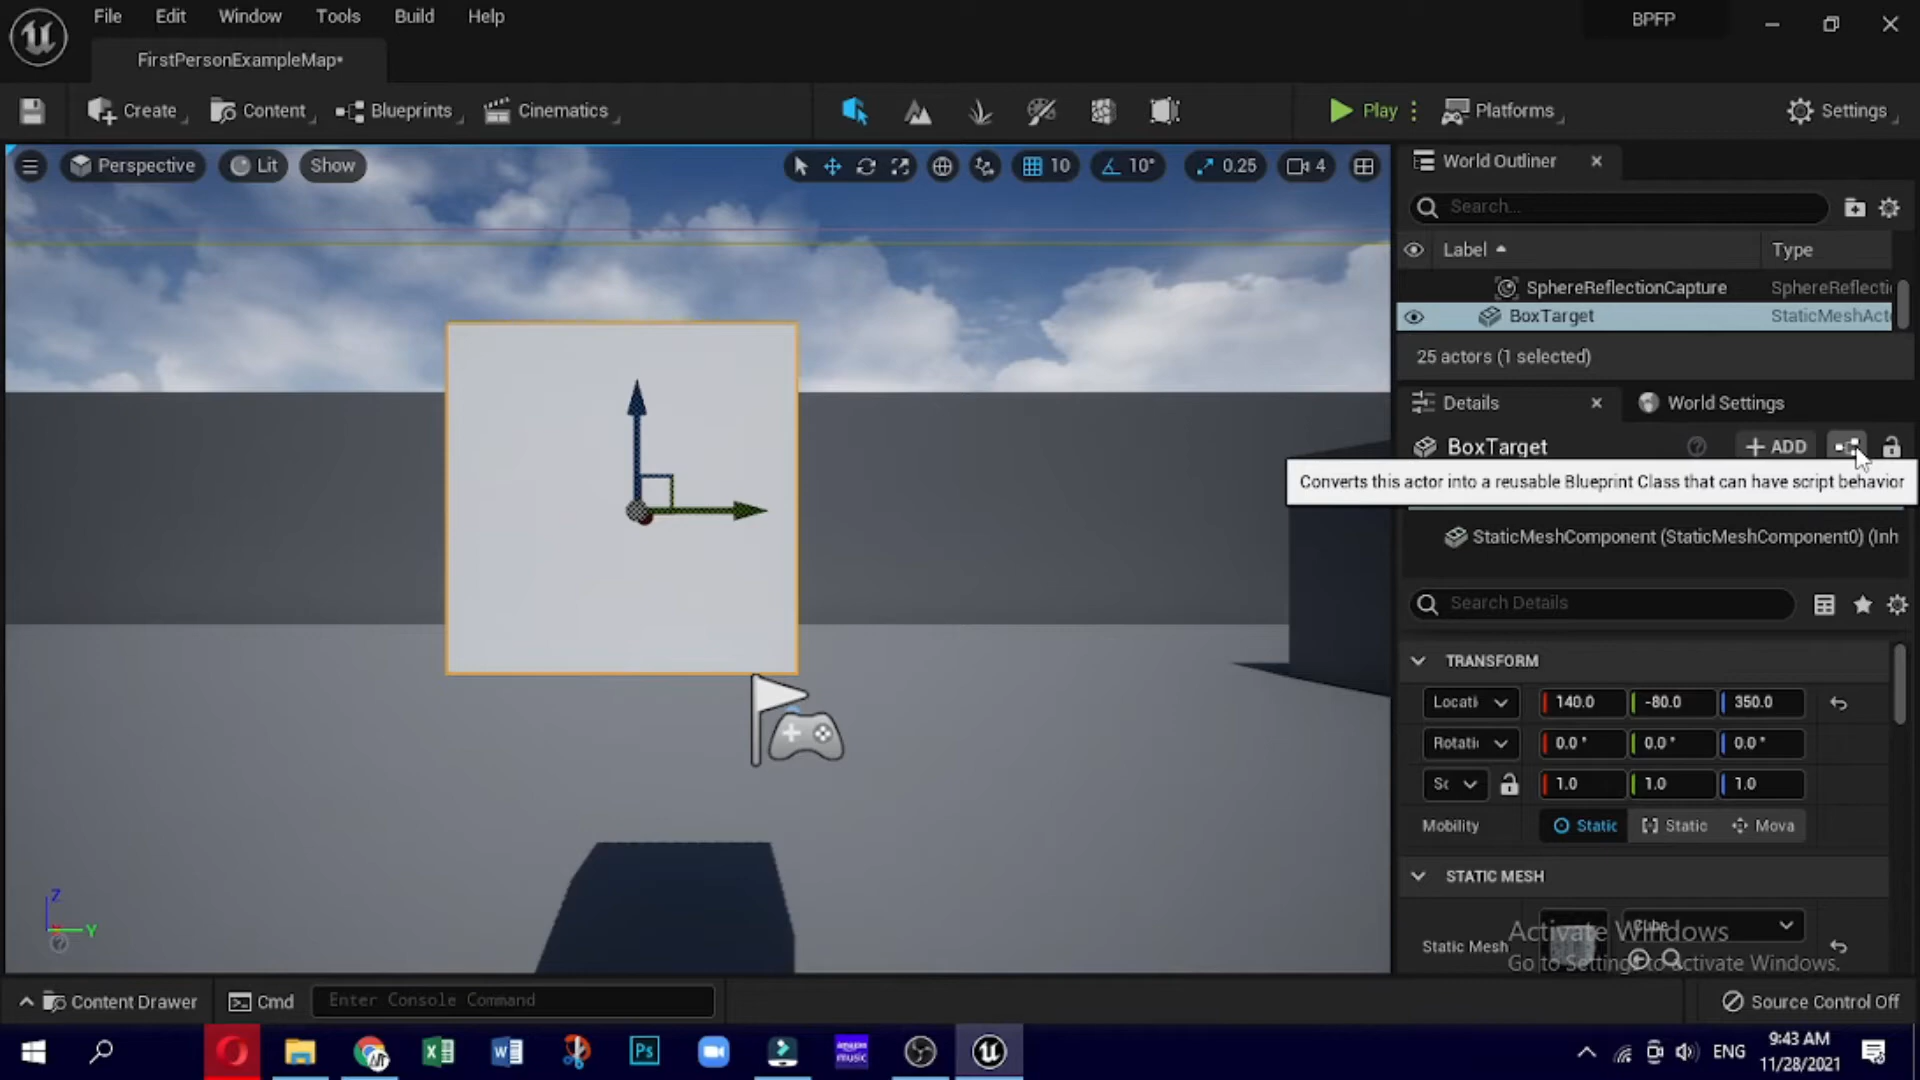 File Edit Window Tools Build Help
BPFP
FirstPersonExampleMap*
Create Content Blueprints Cinematics Play Platforms Settings
Perspective Lit Show 10 10° 0.25 4
World Outliner
Search...
Label Type
SphereReflectionCapture SphereReflecti
BoxTarget StaticMeshAct
25 actors (1 selected)
Details World Settings
BoxTarget + ADD
Converts this actor into a reusable Blueprint Class that can have script behavior
StaticMeshComponent (StaticMeshComponent0) (Inh
Search Details
TRANSFORM
Locati 140.0 -80.0 350.0
Rotati 0.0° 0.0° 0.0°
Sc 1.0 1.0 1.0
Mobility Static Static Mova
STATIC MESH
Static Mesh Cube
Z
Y
Activate Windows
Go to Settings to activate Windows.
Content Drawer Cmd Enter Console Command Source Control Off
Ps
amazon music
ENG
9:43 AM
11/28/2021